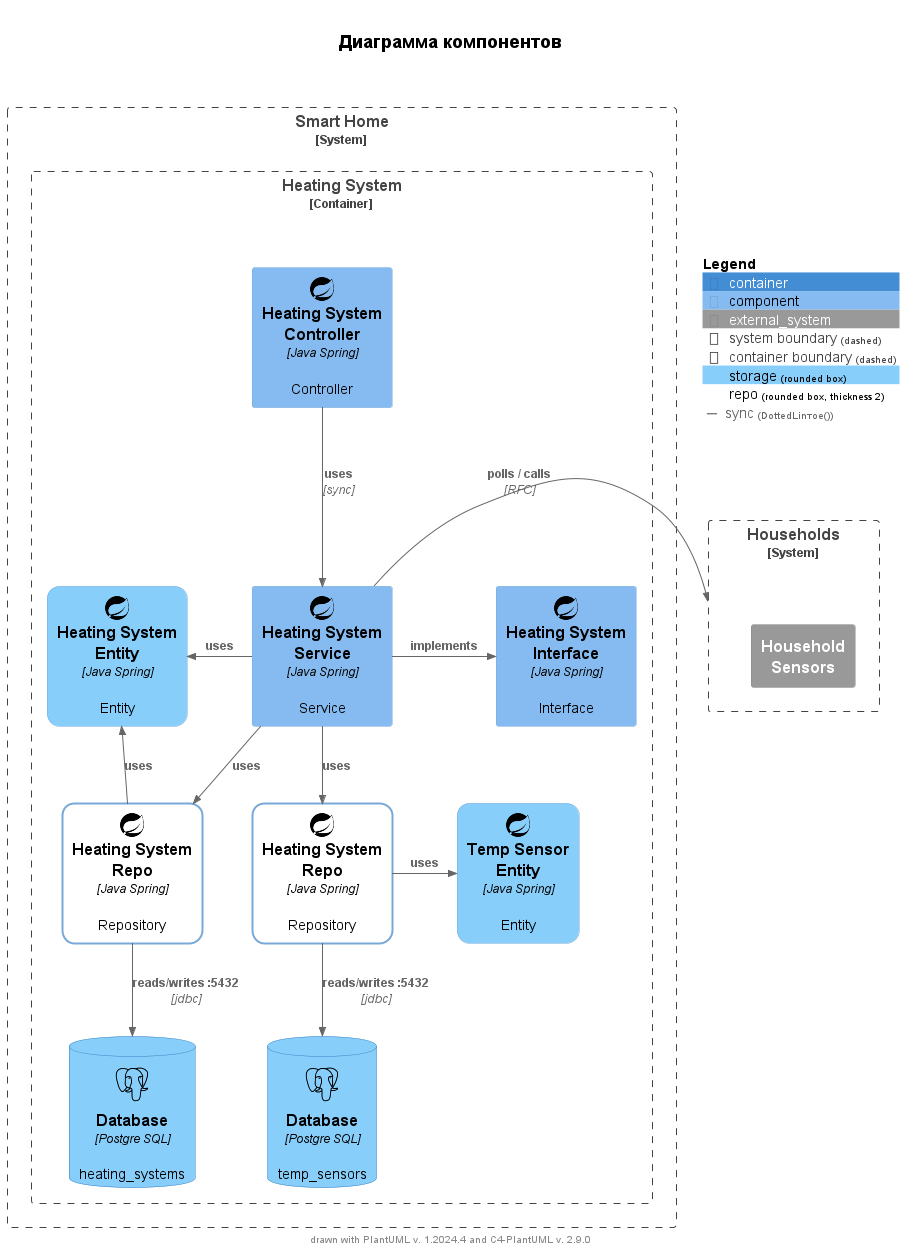 Диаграмма компонентов
Smart Home
[System]
Heating System
[Container]
Heating System
Controller
[Java Spring]
Controller
Legend
container
component
external_system
system boundary (dashed)
container boundary (dashed)
storage (rounded box)
repo (rounded box, thickness 2)
sync (DottedLinтое())
uses
[sync]
polls / calls
[RFC]
Households
[System]
Household
Sensors
Heating System
Entity
[Java Spring]
Entity
uses
Heating System
Service
[Java Spring]
Service
implements
Heating System
Interface
[Java Spring]
Interface
uses
uses
uses
Heating System
Repo
[Java Spring]
Repository
Heating System
Repo
[Java Spring]
Repository
uses
Temp Sensor
Entity
[Java Spring]
Entity
reads/writes :5432
[jdbc]
reads/writes :5432
[jdbc]
Database
[Postgre SQL]
heating_systems
Database
[Postgre SQL]
temp_sensors
drawn with PlantUML v. 1.2024.4 and C4-PlantUML v. 2.9.0